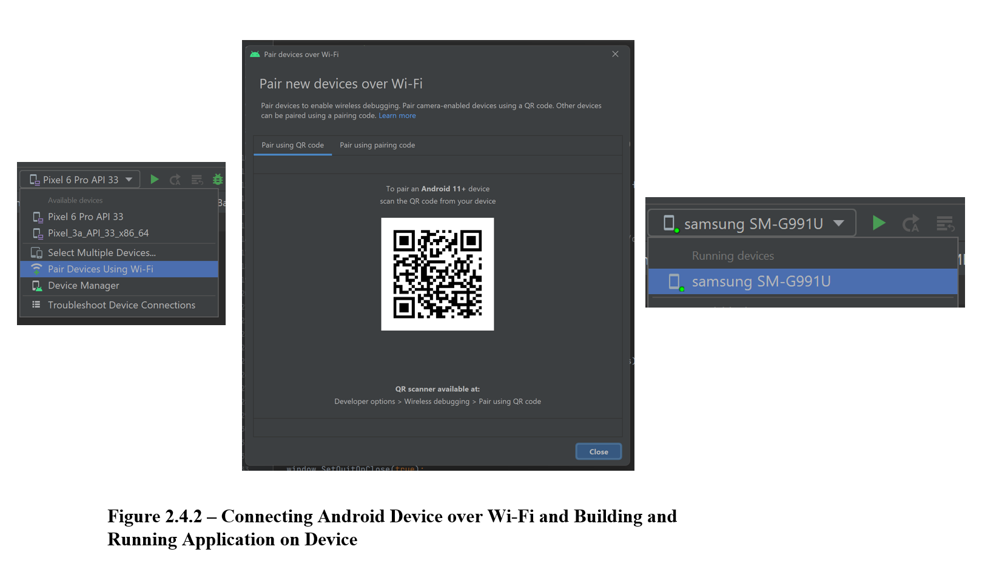 Pixel 6 Pro API 33
Available devices
Pixel 6 Pro API 33
Pixel_3a_API_33_x86_64
Select Multiple Devices...
Pair Devices Using Wi-Fi
Device Manager
Troubleshoot Device Connections
Pair devices over Wi-Fi
Pair new devices over Wi-Fi
Pair devices to enable wireless debugging. Pair camera-enabled devices using a QR code. Other devices
can be paired using a pairing code. Learn more
Pair using QR code Pair using pairing code
To pair an Android 11+ device
scan the QR code from your device
QR scanner available at:
Developer options > Wireless debugging > Pair using QR code
Close
window.SetQuitOnClose(true);
samsung SM-G991U
Running devices
samsung SM-G991U
Figure 2.4.2 – Connecting Android Device over Wi-Fi and Building and
Running Application on Device